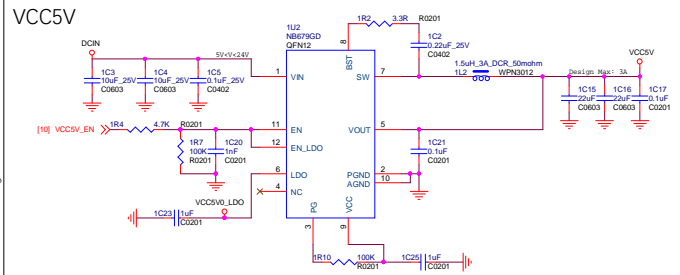 VCC5V
DCIN
5V<V<24V
1C3
10uF_25V
C0603
1C4
10uF_25V
C0603
1C5
0.1uF_25V
C0402
1U2
NB679GD
QFN12
1R2 3.3R R0201
1C2
0.22uF_25V
C0402
1 VIN
8 BST
SW 7
1.5uH_3A_DCR_50mohm
1L2 WPN3012
VCC5V
Design Max: 3A
1C15
22uF
C0603
1C16
22uF
C0603
1C17
0.1uF
C0201
[10] VCC5V_EN
1R4 4.7K R0201
1R7
100K
R0201
1C20
1nF
C0201
11 EN
12 EN_LDO
VOUT 5
1C21
0.1uF
C0201
6 LDO
4 NC
PGND 2
AGND 10
VCC5V0_LDO
1C23 1uF
C0201
PG 3
VCC 9
1R10 100K
R0201
1C25 1uF
C0201